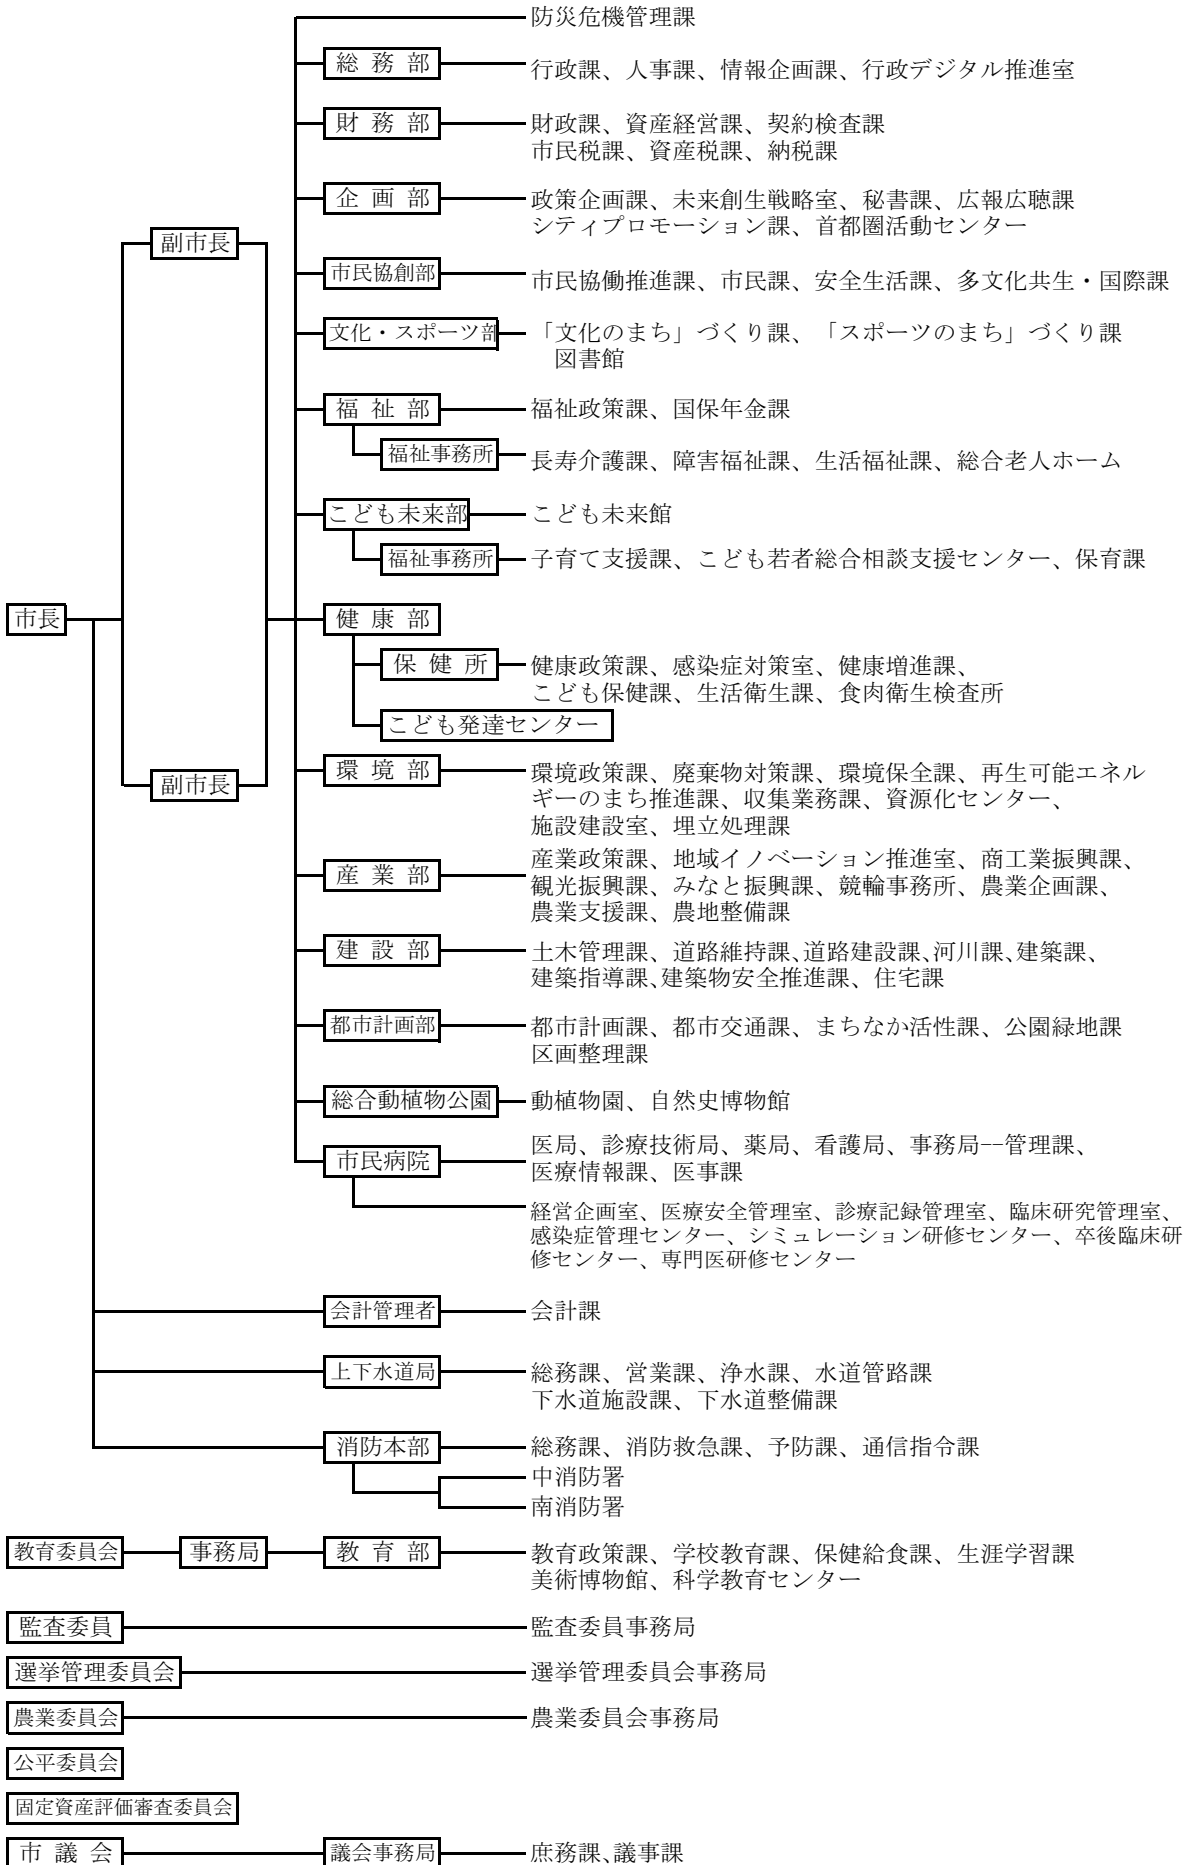 防災危機管理課
総務部
行政課、人事課、情報企画課、行政デジタル推進室
財務部
財政課、資産経営課、契約検査課
市民税課、資産税課、納税課
企画部
政策企画課、未来創生戦略室、秘書課、広報広聴課
シティプロモーション課、首都圏活動センター
副市長
市民協創部
市民協働推進課、市民課、安全生活課、多文化共生・国際課
文化・スポーツ部
「文化のまち」づくり課、「スポーツのまち」づくり課
図書館
福祉部
福祉政策課、国保年金課
福祉事務所
長寿介護課、障害福祉課、生活福祉課、総合老人ホーム
こども未来部
こども未来館
福祉事務所
子育て支援課、こども若者総合相談支援センター、保育課
市長
健康部
保健所
健康政策課、感染症対策室、健康増進課、
こども保健課、生活衛生課、食肉衛生検査所
こども発達センター
副市長
環境部
環境政策課、廃棄物対策課、環境保全課、再生可能エネル
ギーのまち推進課、収集業務課、資源化センター、
施設建設室、埋立処理課
産業部
産業政策課、地域イノベーション推進室、商工業振興課、
観光振興課、みなと振興課、競輪事務所、農業企画課、
農業支援課、農地整備課
建設部
土木管理課、道路維持課、道路建設課、河川課、建築課、
建築指導課、建築物安全推進課、住宅課
都市計画部
都市計画課、都市交通課、まちなか活性課、公園緑地課
区画整理課
総合動植物公園
動植物園、自然史博物館
市民病院
医局、診療技術局、薬局、看護局、事務局−−管理課、
医療情報課、医事課
経営企画室、医療安全管理室、診療記録管理室、臨床研究管理室、
感染症管理センター、シミュレーション研修センター、卒後臨床研
修センター、専門医研修センター
会計管理者
会計課
上下水道局
総務課、営業課、浄水課、水道管路課
下水道施設課、下水道整備課
消防本部
総務課、消防救急課、予防課、通信指令課
中消防署
南消防署
教育委員会
事務局
教育部
教育政策課、学校教育課、保健給食課、生涯学習課
美術博物館、科学教育センター
監査委員
監査委員事務局
選挙管理委員会
選挙管理委員会事務局
農業委員会
農業委員会事務局
公平委員会
固定資産評価審査委員会
市議会
議会事務局
庶務課、議事課